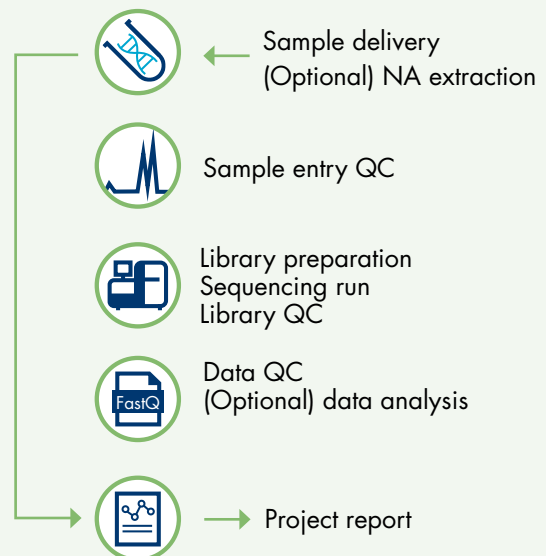 Sample delivery
(Optional) NA extraction
Sample entry QC
Library preparation
Sequencing run
Library QC
Data QC
(Optional) data analysis
FastQ
Project report